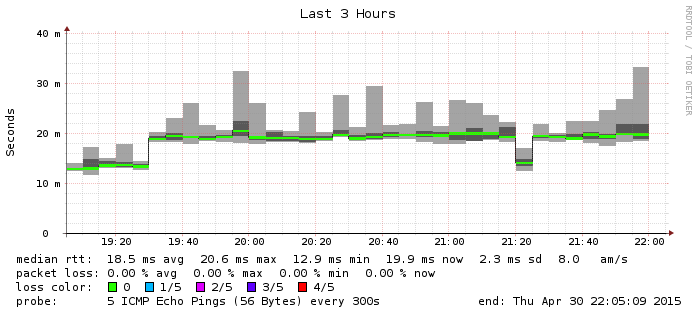 Last 3 Hours
RRDTOOL / TOBI OETIKER
Seconds
40 m
30 m
20 m
10 m
0
19:20 19:40 20:00 20:20 20:40 21:00 21:20 21:40 22:00
median rtt: 18.5 ms avg 20.6 ms max 12.9 ms min 19.9 ms now 2.3 ms sd 8.0 am/s
packet loss: 0.00 % avg 0.00 % max 0.00 % min 0.00 % now
loss color: 0 1/5 2/5 3/5 4/5
probe: 5 ICMP Echo Pings (56 Bytes) every 300s end: Thu Apr 30 22:05:09 2015